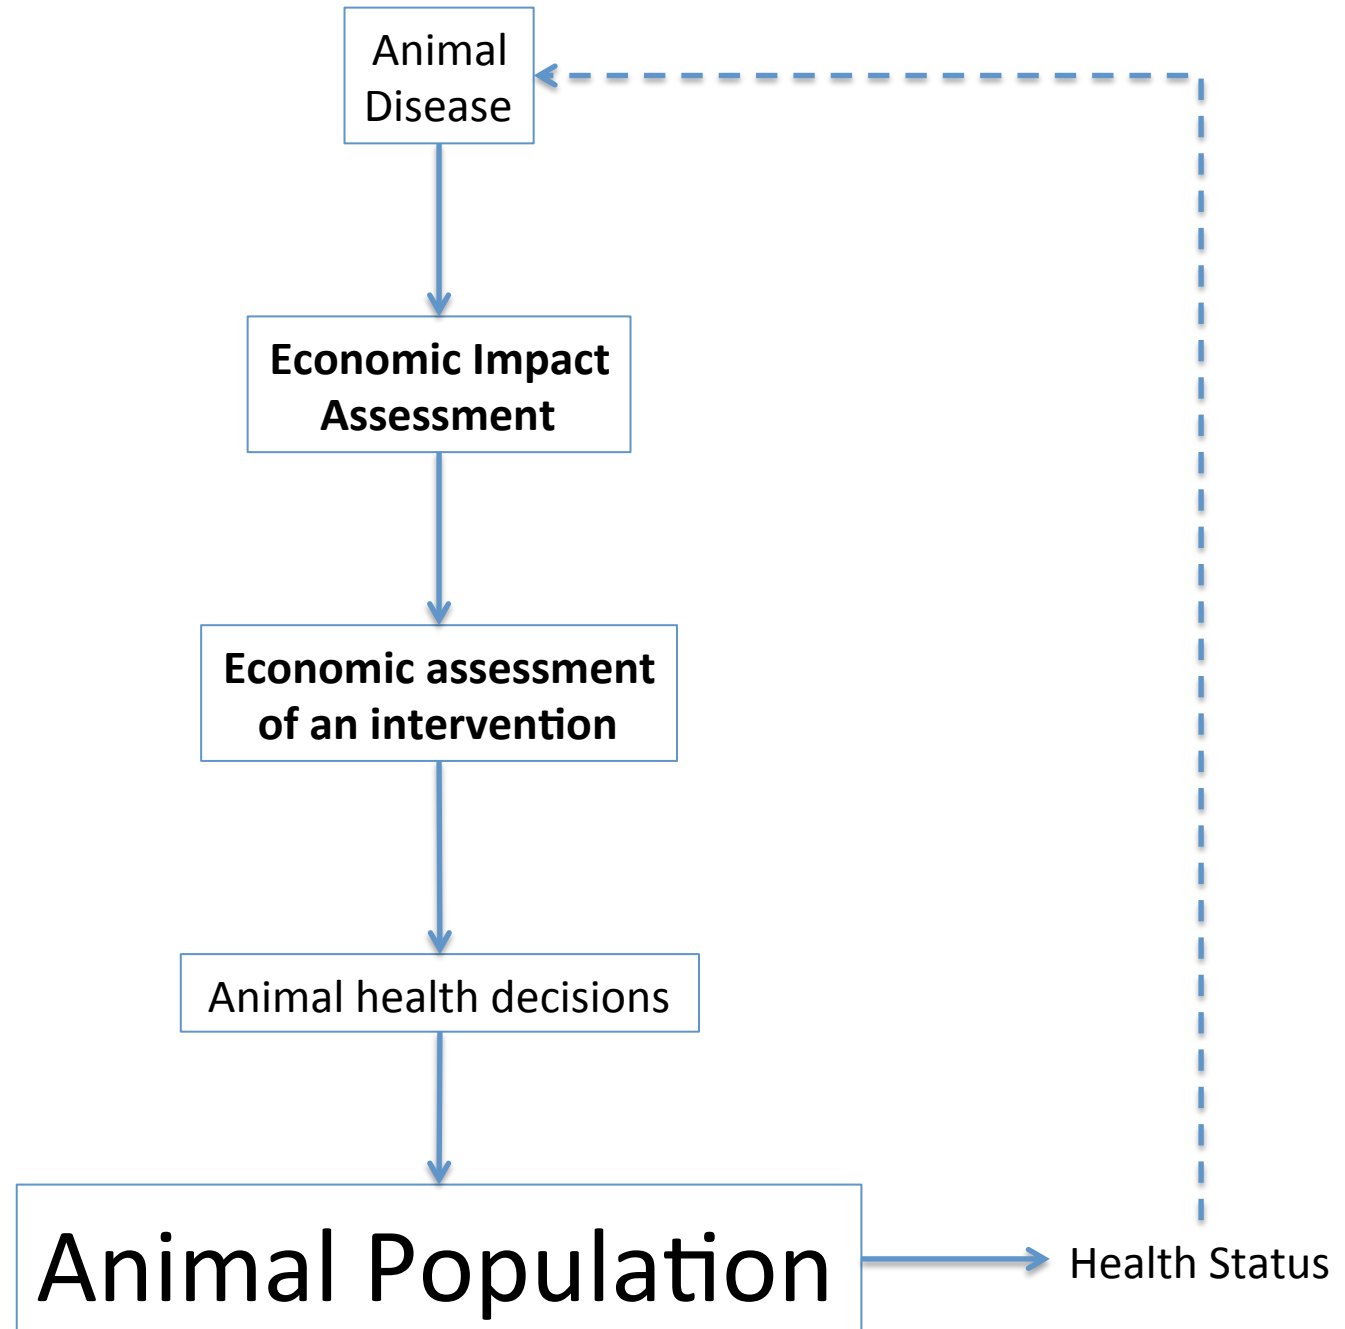 Animal
Disease
Economic Impact
Assessment
Economic assessment
of an intervention
Animal health decisions
Animal Population
Health Status